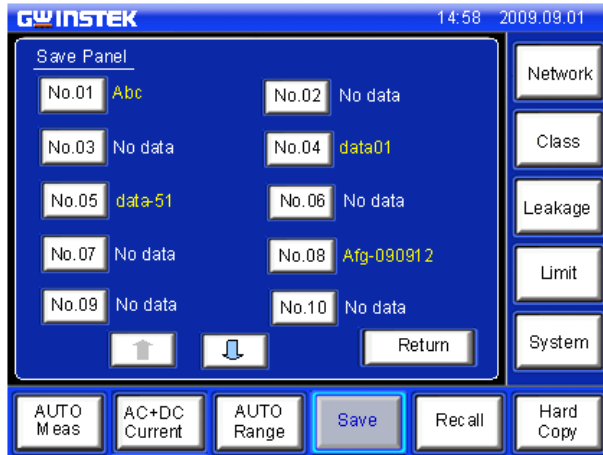 GWINSTEK 14:58 2009.09.01
Save Panel
No.01 Abc No.02 No data
No.03 No data No.04 data01
No.05 data-51 No.06 No data
No.07 No data No.08 Afg-090912
No.09 No data No.10 No data
Return
Network
Class
Leakage
Limit
System
AUTO
Meas
AC+DC
Current
AUTO
Range
Save
Recall
Hard
Copy